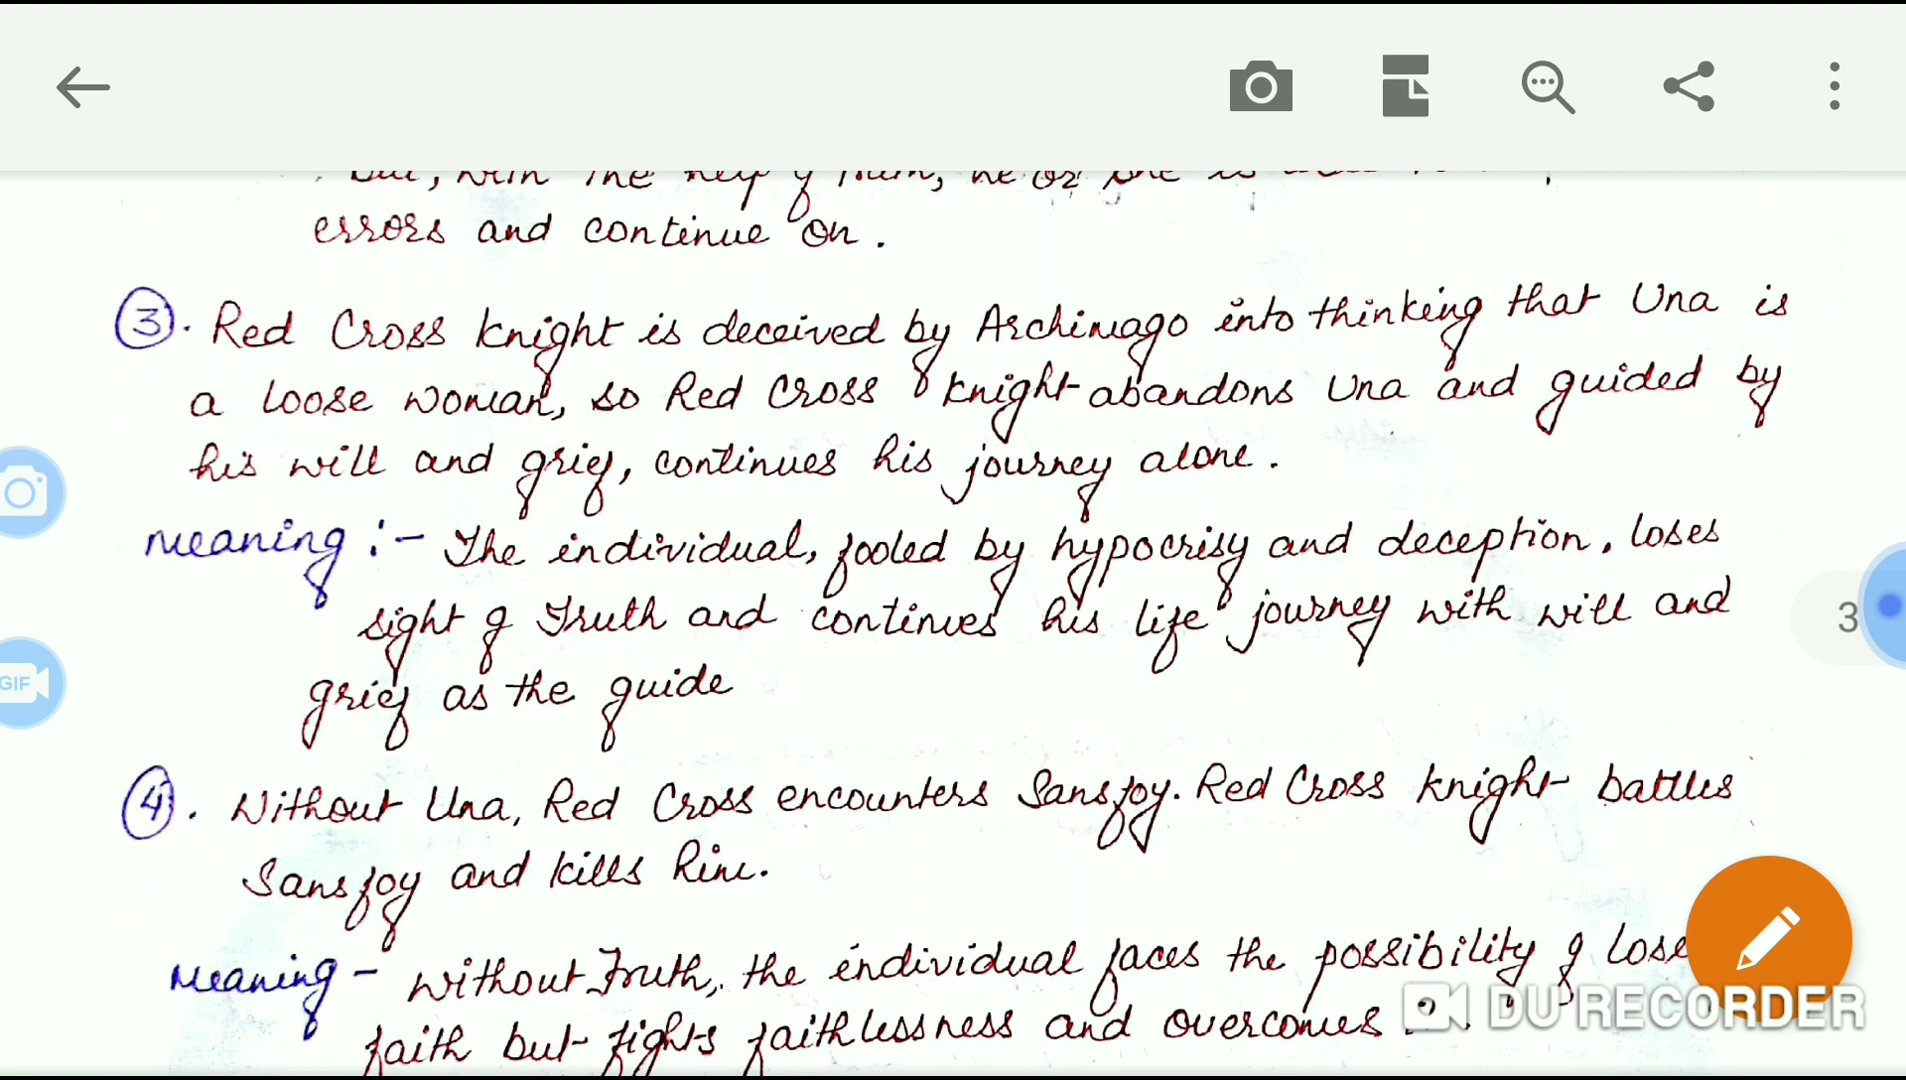 errors and continue on.
3. Red Cross knight is deceived by Archimago into thinking that Una is
a loose woman, so Red Cross knight abandons Una and guided by
his will and grief, continues his journey alone.
Meaning :- The individual, fooled by hypocrisy and deception, loses
sight of Truth and continues his life journey with will and
3
grief as the guide
GIF
4. Without Una, Red Cross encounters Sansfoy. Red Cross knight battles
Sansfoy and kills him.
Meaning - Without Truth, the individual faces the possibility of
DU RECORDER
faith but fights faithlessness and overcomes